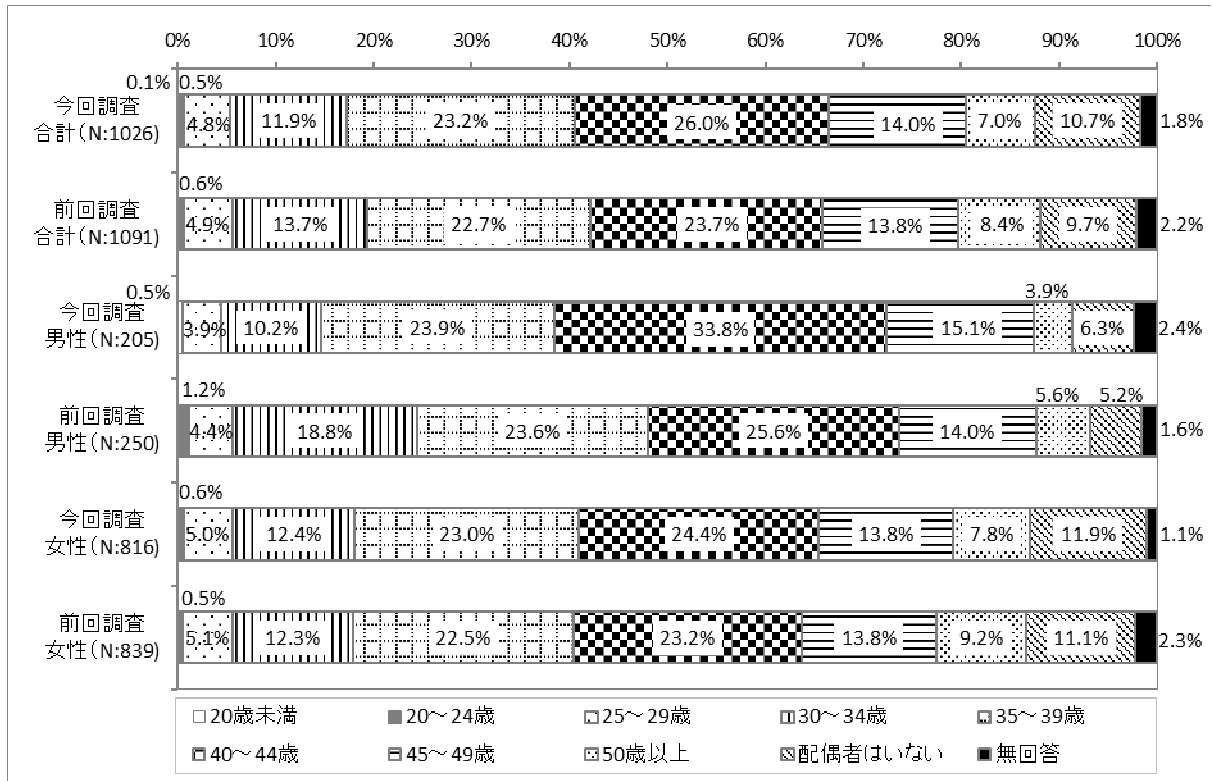 0% 10% 20% 30% 40% 50% 60% 70% 80% 90% 100%
0.1% 0.5%
今回調査
合計(N:1026)
4.8% 11.9% 23.2% 26.0% 14.0% 7.0% 10.7% 1.8%
0.6%
前回調査
合計(N:1091)
4.9% 13.7% 22.7% 23.7% 13.8% 8.4% 9.7% 2.2%
0.5% 3.9%
今回調査
男性(N:205)
3.9% 10.2% 23.9% 33.8% 15.1% 6.3% 2.4%
1.2% 5.6% 5.2%
前回調査
男性(N:250)
4.4% 18.8% 23.6% 25.6% 14.0% 1.6%
0.6%
今回調査
女性(N:816)
5.0% 12.4% 23.0% 24.4% 13.8% 7.8% 11.9% 1.1%
0.5%
前回調査
女性(N:839)
5.1% 12.3% 22.5% 23.2% 13.8% 9.2% 11.1% 2.3%
20歳未満 20～24歳 25～29歳 30～34歳 35～39歳
40～44歳 45～49歳 50歳以上 配偶者はいない 無回答